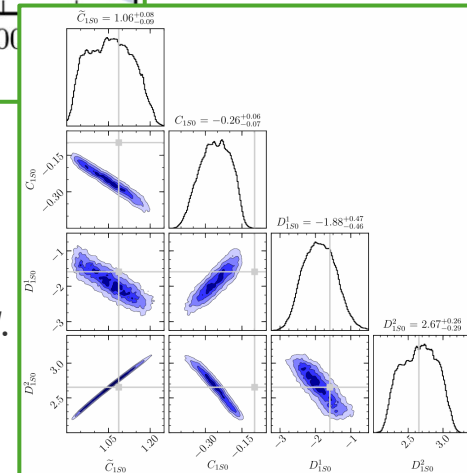 00
C̃1S0 = 1.06+0.08−0.09
C1S0 = −0.26+0.06−0.07
−0.15
−0.30
C1S0
D¹1S0 = −1.88+0.47−0.46
−1
−2
−3
D¹1S0
D²1S0 = 2.67+0.26−0.29
3.0
2.5
D²1S0
1.05
1.20
−0.30
−0.15
−3
−2
−1
2.5
3.0
C̃1S0
C1S0
D¹1S0
D²1S0